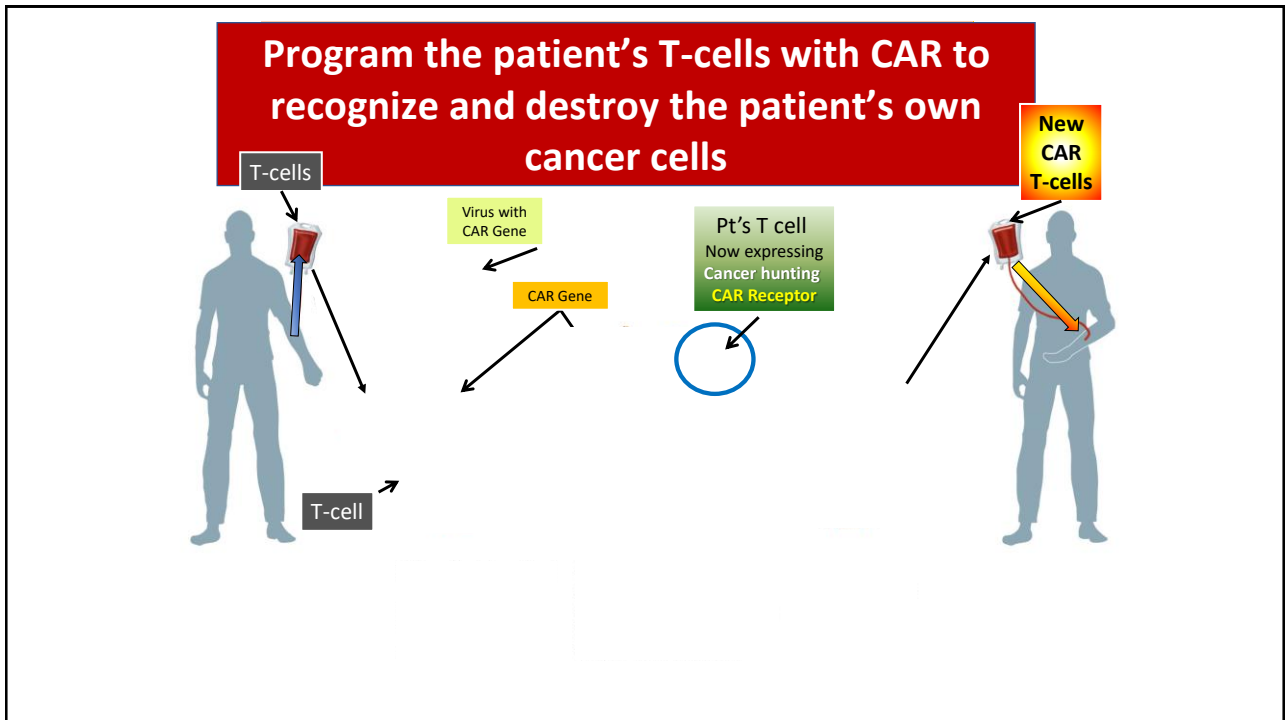 Program the patient’s T-cells with CAR to
recognize and destroy the patient’s own
cancer cells
New
CAR
T-cells
T-cells
Virus with
CAR Gene
Pt’s T cell
Now expressing
Cancer hunting
CAR Receptor
CAR Gene
T-cell